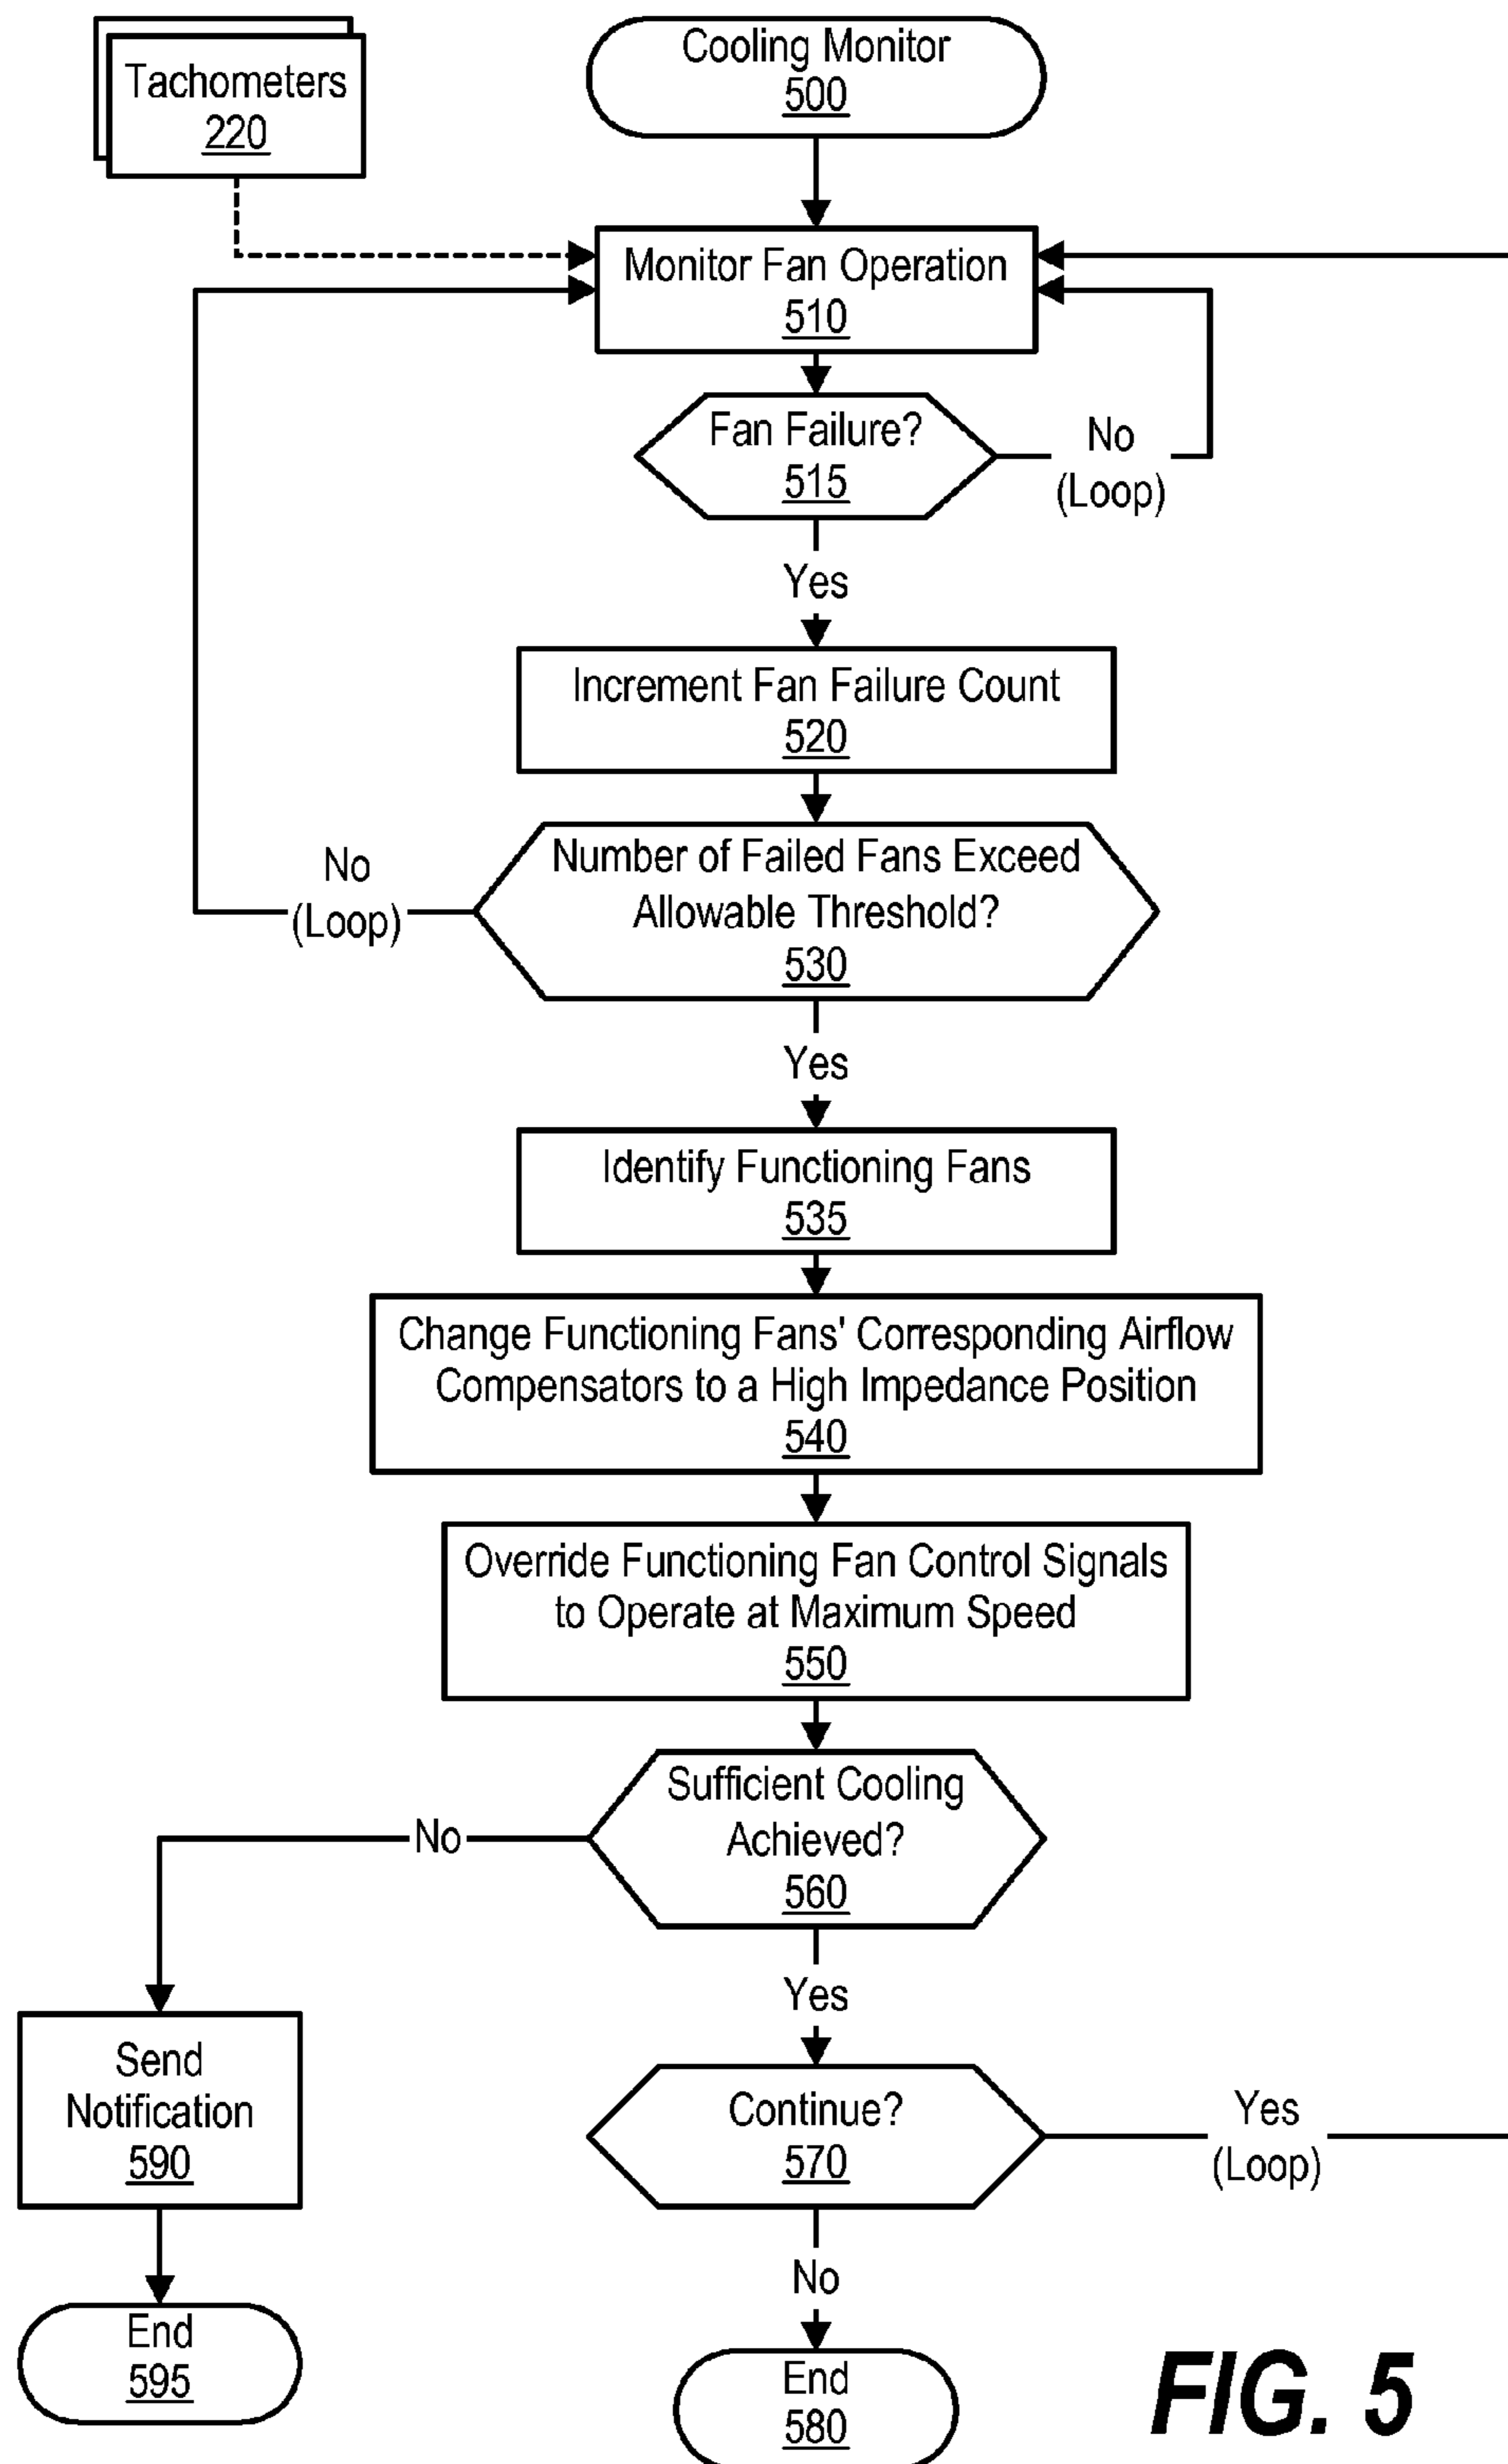 Tachometers
220
Cooling Monitor
500
Monitor Fan Operation
510
Fan Failure?
515
No
(Loop)
Yes
Increment Fan Failure Count
520
Number of Failed Fans Exceed
Allowable Threshold?
530
No
(Loop)
Yes
Identify Functioning Fans
535
Change Functioning Fans' Corresponding Airflow
Compensators to a High Impedance Position
540
Override Functioning Fan Control Signals
to Operate at Maximum Speed
550
Sufficient Cooling
Achieved?
560
No
Yes
Send
Notification
590
Continue?
570
Yes
(Loop)
No
End
595
End
580
FIG. 5